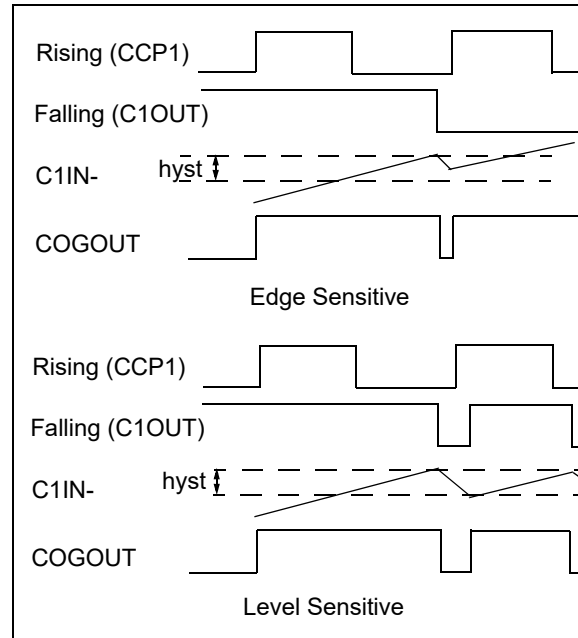 Rising (CCP1)
Falling (C1OUT)
hyst
C1IN-
COGOUT
Edge Sensitive
Rising (CCP1)
Falling (C1OUT)
hyst
C1IN-
COGOUT
Level Sensitive